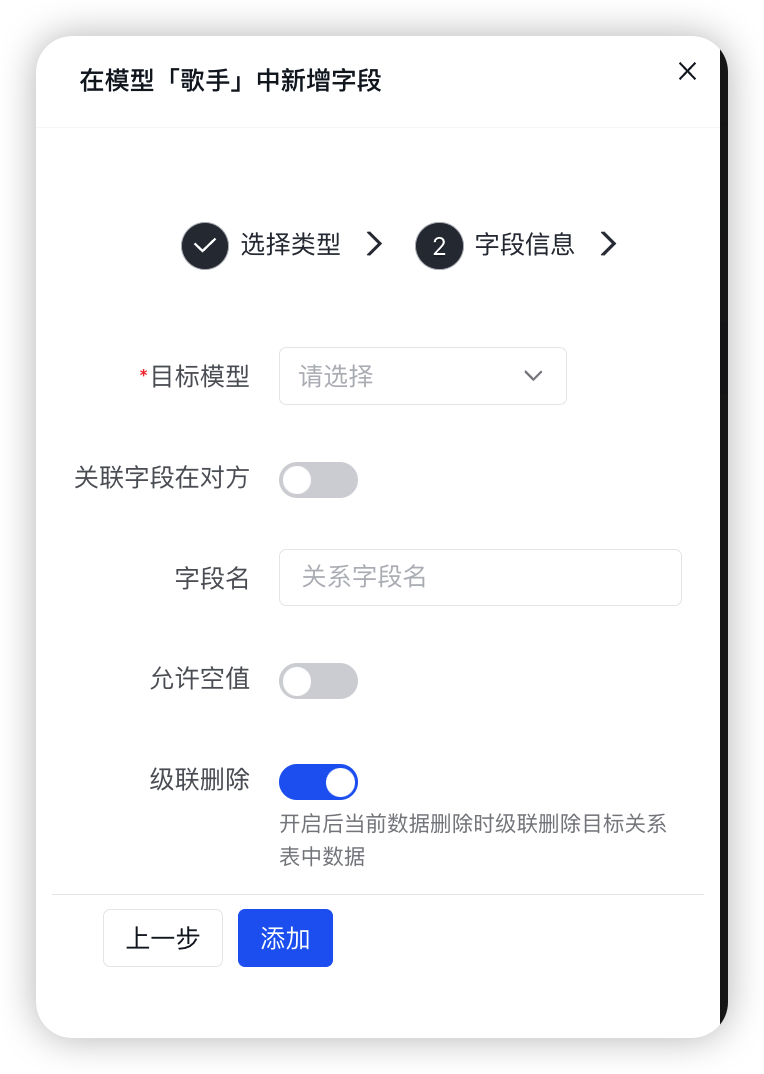 在模型「歌手」中新增字段
选择类型
2 字段信息
*目标模型 请选择
关联字段在对方
字段名 关系字段名
允许空值
级联删除
开启后当前数据删除时级联删除目标关系
表中数据
上一步 添加